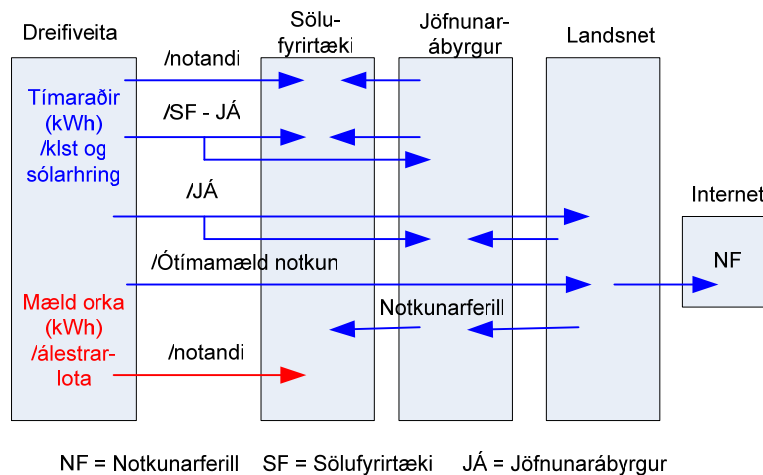 Dreifiveita
Sölu-
fyrirtæki
Jöfnunar-
ábyrgur
Landsnet
Internet
Tímaraðir
(kWh)
/klst og
sólarhring
Mæld orka
(kWh)
/álestrar-
lota
/notandi
/SF - JÁ
/JÁ
/Ótímamæld notkun
Notkunarferill
/notandi
NF
NF = Notkunarferill SF = Sölufyrirtæki JÁ = Jöfnunarábyrgur